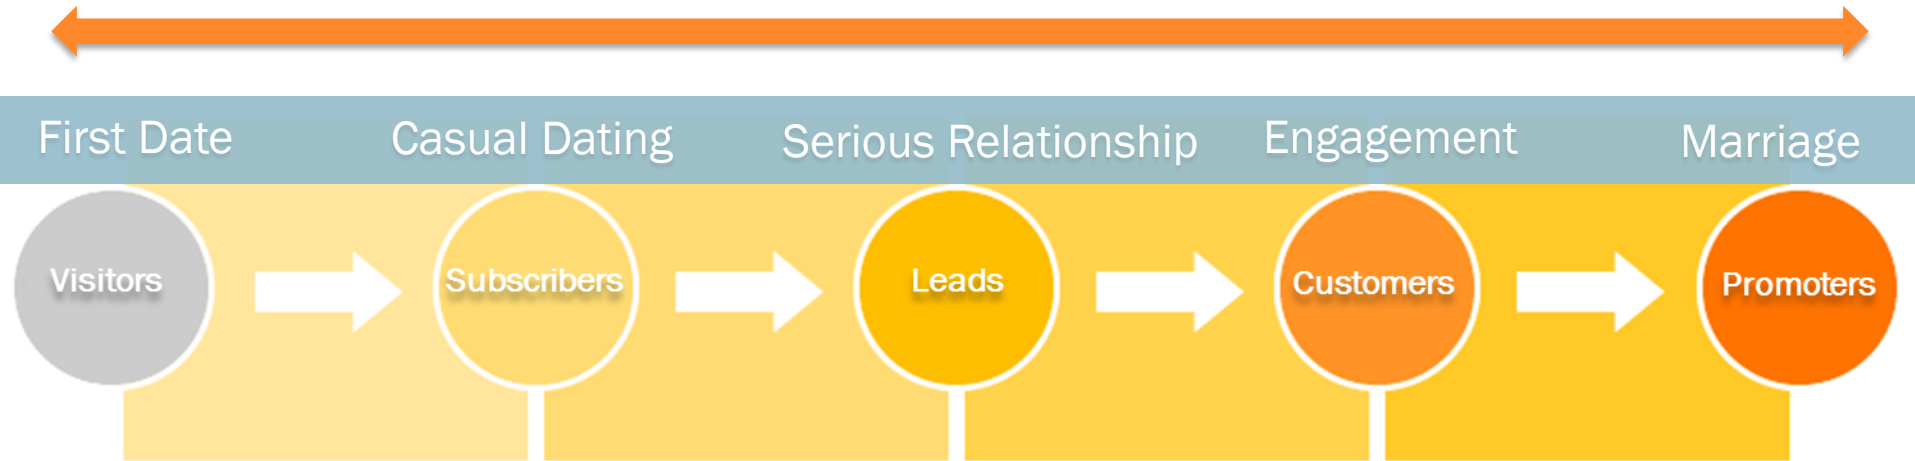 First Date
Casual Dating
Serious Relationship
Engagement
Marriage
Visitors
Subscribers
Leads
Customers
Promoters